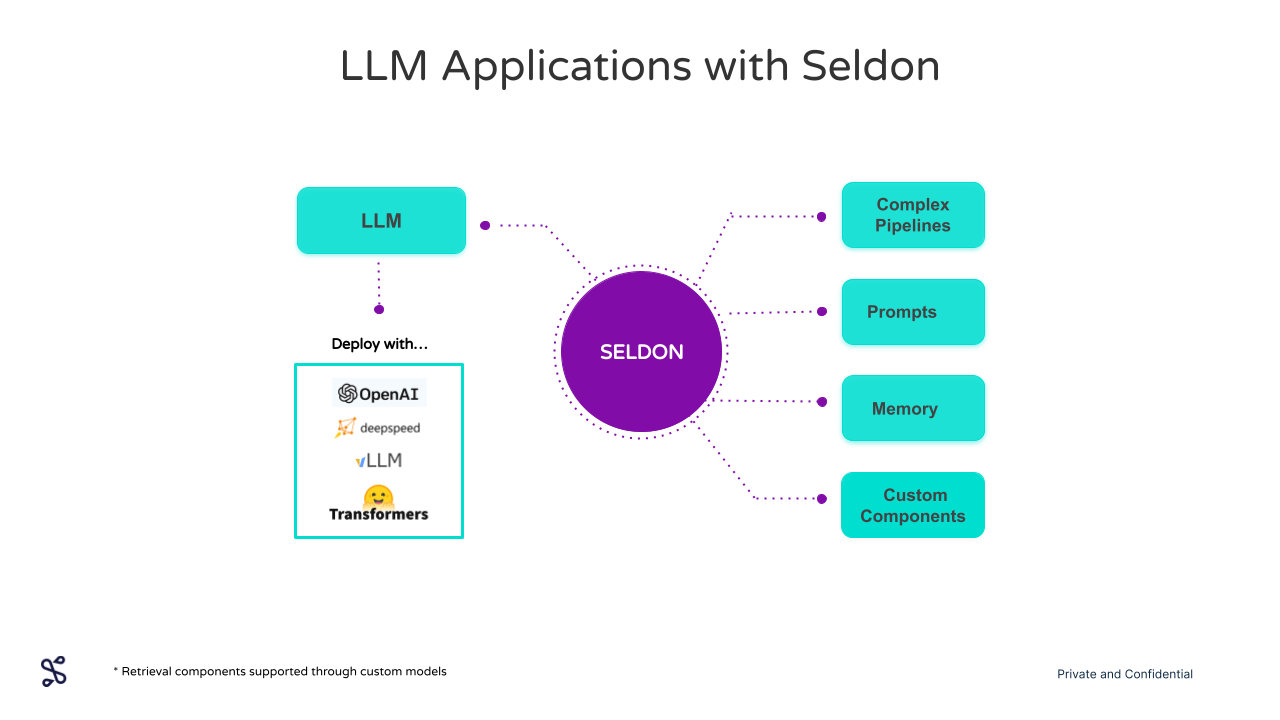 LLM Applications with Seldon
LLM
Deploy with...
OpenAI
deepspeed
vLLM
Transformers
SELDON
Complex
Pipelines
Prompts
Memory
Custom
Components
* Retrieval components supported through custom models
Private and Confidential